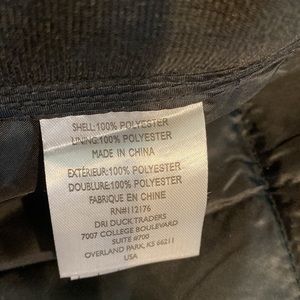 SHELL:100% POLYESTER
LINING:100% POLYESTER
MADE IN CHINA
EXTÉRIEUR:100% POLYESTER
DOUBLURE:100% POLYESTER
FABRIQUE EN CHINE
RN#112176
DRI DUCK TRADERS
7007 COLLEGE BOULEVARD
SUITE #700
OVERLAND PARK, KS 66211
USA